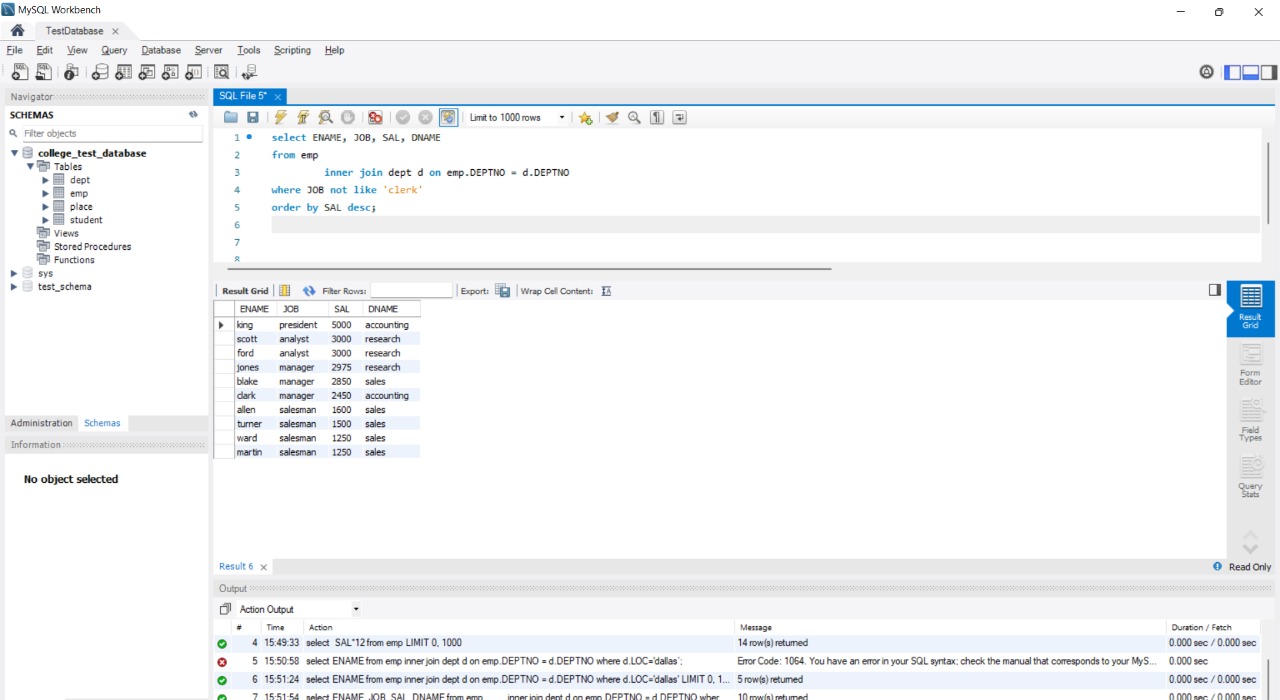 MySQL Workbench
TestDatabase
File Edit View Query Database Server Tools Scripting Help
Navigator
SCHEMAS
Filter objects
college_test_database
Tables
dept
emp
place
student
Views
Stored Procedures
Functions
sys
test_schema
Administration Schemas
Information
No object selected
SQL File 5*
Limit to 1000 rows
1 select ENAME, JOB, SAL, DNAME
2 from emp
3 inner join dept d on emp.DEPTNO = d.DEPTNO
4 where JOB not like 'clerk'
5 order by SAL desc;
6
7
8
Result Grid Filter Rows: Export: Wrap Cell Content:
ENAME JOB SAL DNAME
king president 5000 accounting
scott analyst 3000 research
ford analyst 3000 research
jones manager 2975 research
blake manager 2850 sales
clark manager 2450 accounting
allen salesman 1600 sales
turner salesman 1500 sales
ward salesman 1250 sales
martin salesman 1250 sales
Result
Grid
Form
Editor
Field
Types
Query
Stats
Result 6
Read Only
Output
Action Output
# Time Action Message Duration / Fetch
4 15:49:33 select SAL*12 from emp LIMIT 0, 1000 14 row(s) returned 0.000 sec / 0.000 sec
5 15:50:58 select ENAME from emp inner join dept d on emp.DEPTNO = d.DEPTNO where d.LOC='dallas'; Error Code: 1064. You have an error in your SQL syntax; check the manual that corresponds to your MyS... 0.000 sec
6 15:51:24 select ENAME from emp inner join dept d on emp.DEPTNO = d.DEPTNO where d.LOC='dallas' LIMIT 0, 1... 5 row(s) returned 0.000 sec / 0.000 sec
7 15:51:54 select ENAME, JOB, SAL, DNAME from emp inner join dept d on emp.DEPTNO = d.DEPTNO wher 10 row(s) returned 0.000 sec / 0.000 sec